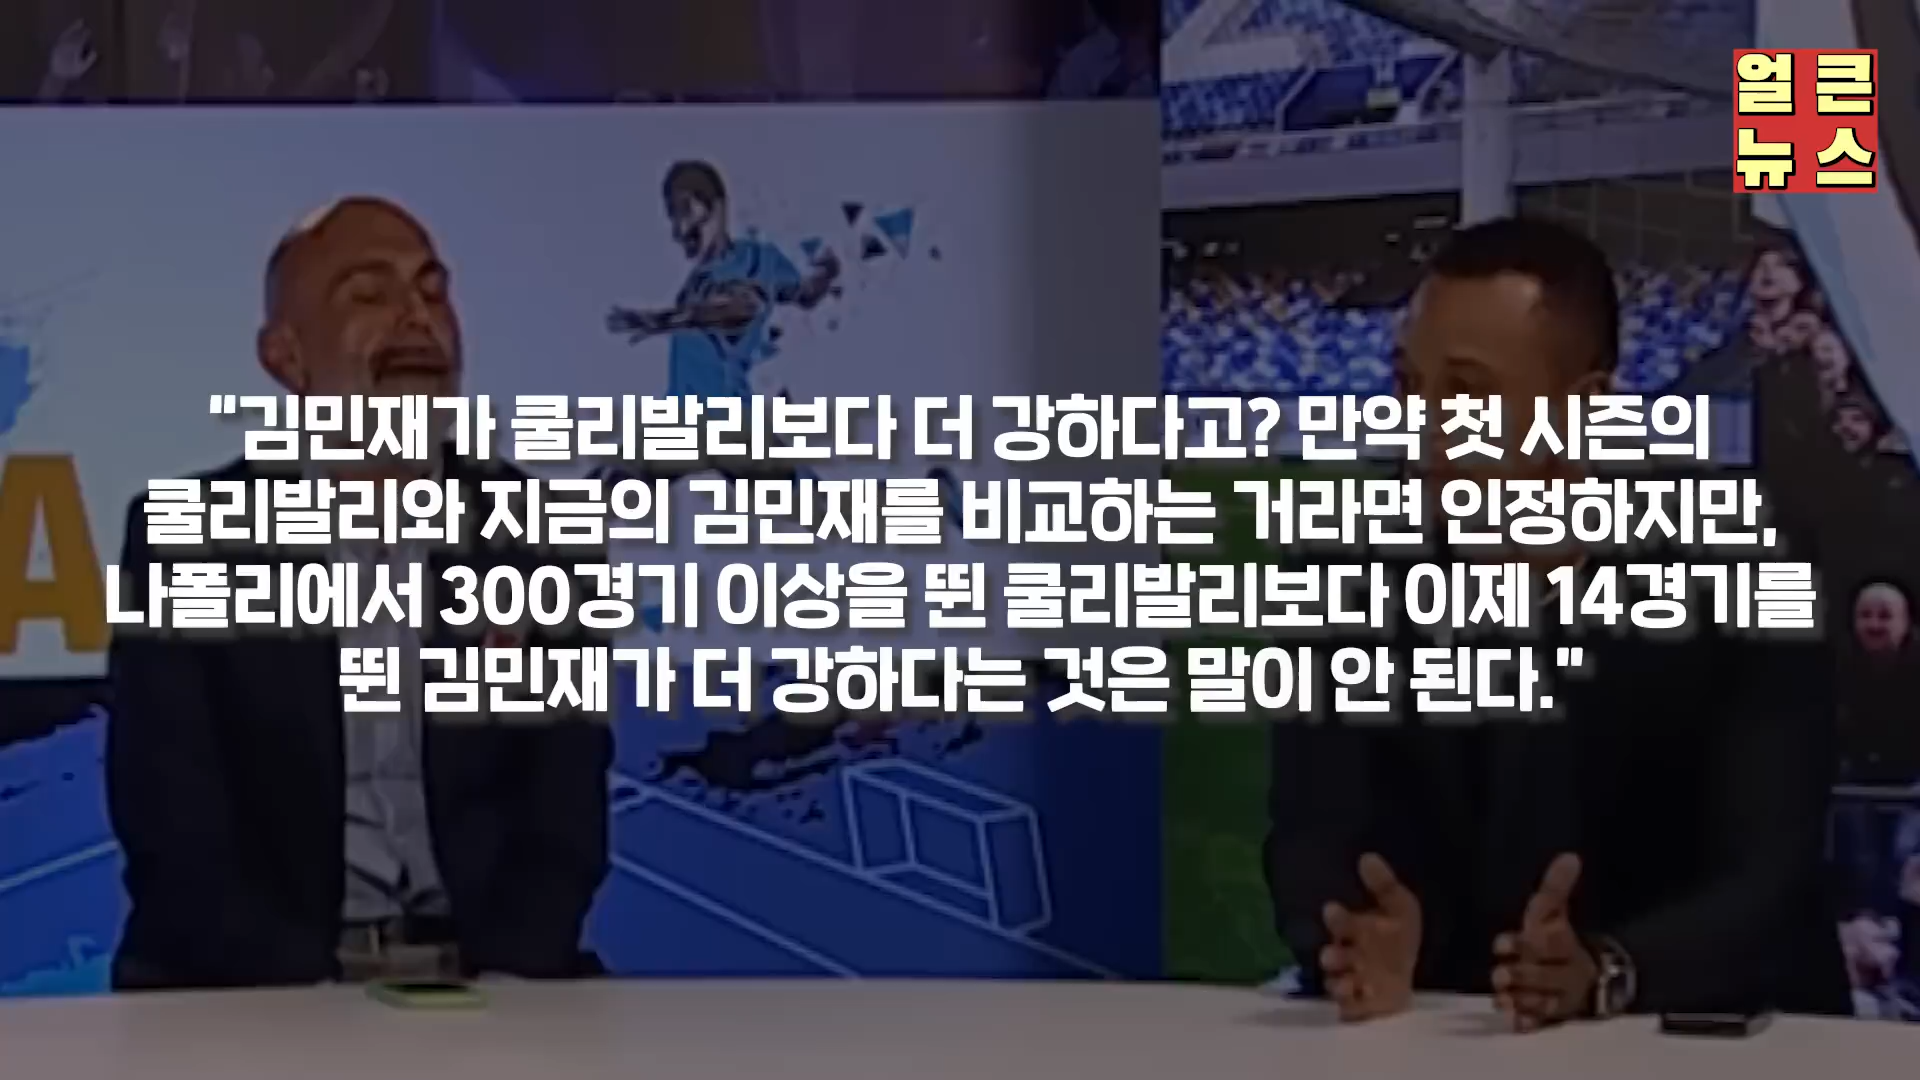 얼큰
뉴스
"김민재가 쿨리발리보다 더 강하다고? 만약 첫 시즌의
쿨리발리와 지금의 김민재를 비교하는 거라면 인정하지만,
나폴리에서 300경기 이상을 뛴 쿨리발리보다 이제 14경기를
뛴 김민재가 더 강하다는 것은 말이 안 된다."
A